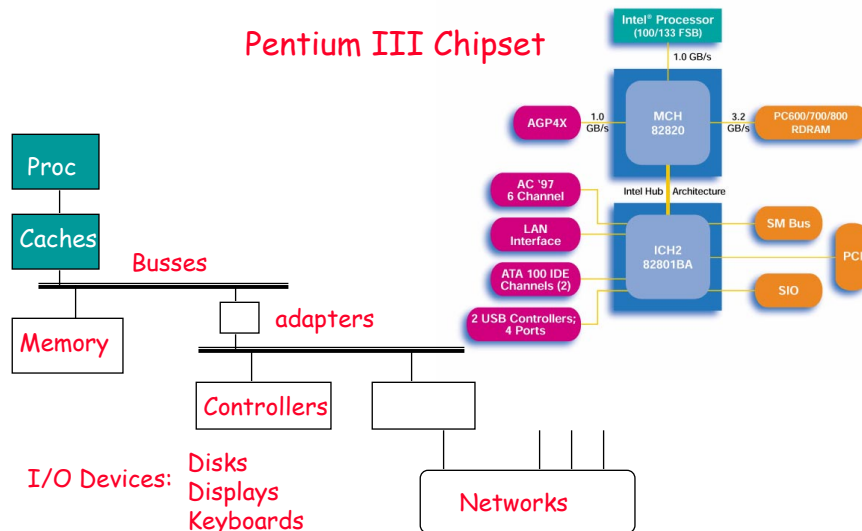 Pentium III Chipset
Intel® Processor
(100/133 FSB)
1.0 GB/s
AGP4X
1.0
GB/s
MCH
82820
3.2
GB/s
PC600/700/800
RDRAM
Intel Hub Architecture
AC '97
6 Channel
LAN
Interface
ATA 100 IDE
Channels (2)
2 USB Controllers;
4 Ports
ICH2
82801BA
SM Bus
PCI
SIO
Proc
Caches
Busses
Memory
adapters
Controllers
I/O Devices:
Disks
Displays
Keyboards
Networks